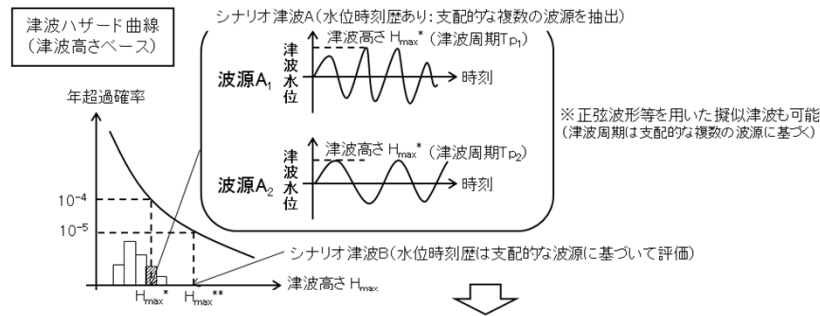 シナリオ津波A(水位時刻歴あり:支配的な複数の波源を抽出)
津波ハザード曲線
(津波高さベース)
津波高さ Hmax* (津波周期Tp1)
津波水位
波源A1
時刻
年超過確率
※正弦波形等を用いた擬似津波も可能
(津波周期は支配的な複数の波源に基づく)
津波高さ Hmax* (津波周期Tp2)
津波水位
波源A2
時刻
10-4
10-5
シナリオ津波B(水位時刻歴は支配的な波源に基づいて評価)
津波高さ Hmax
Hmax*
Hmax**